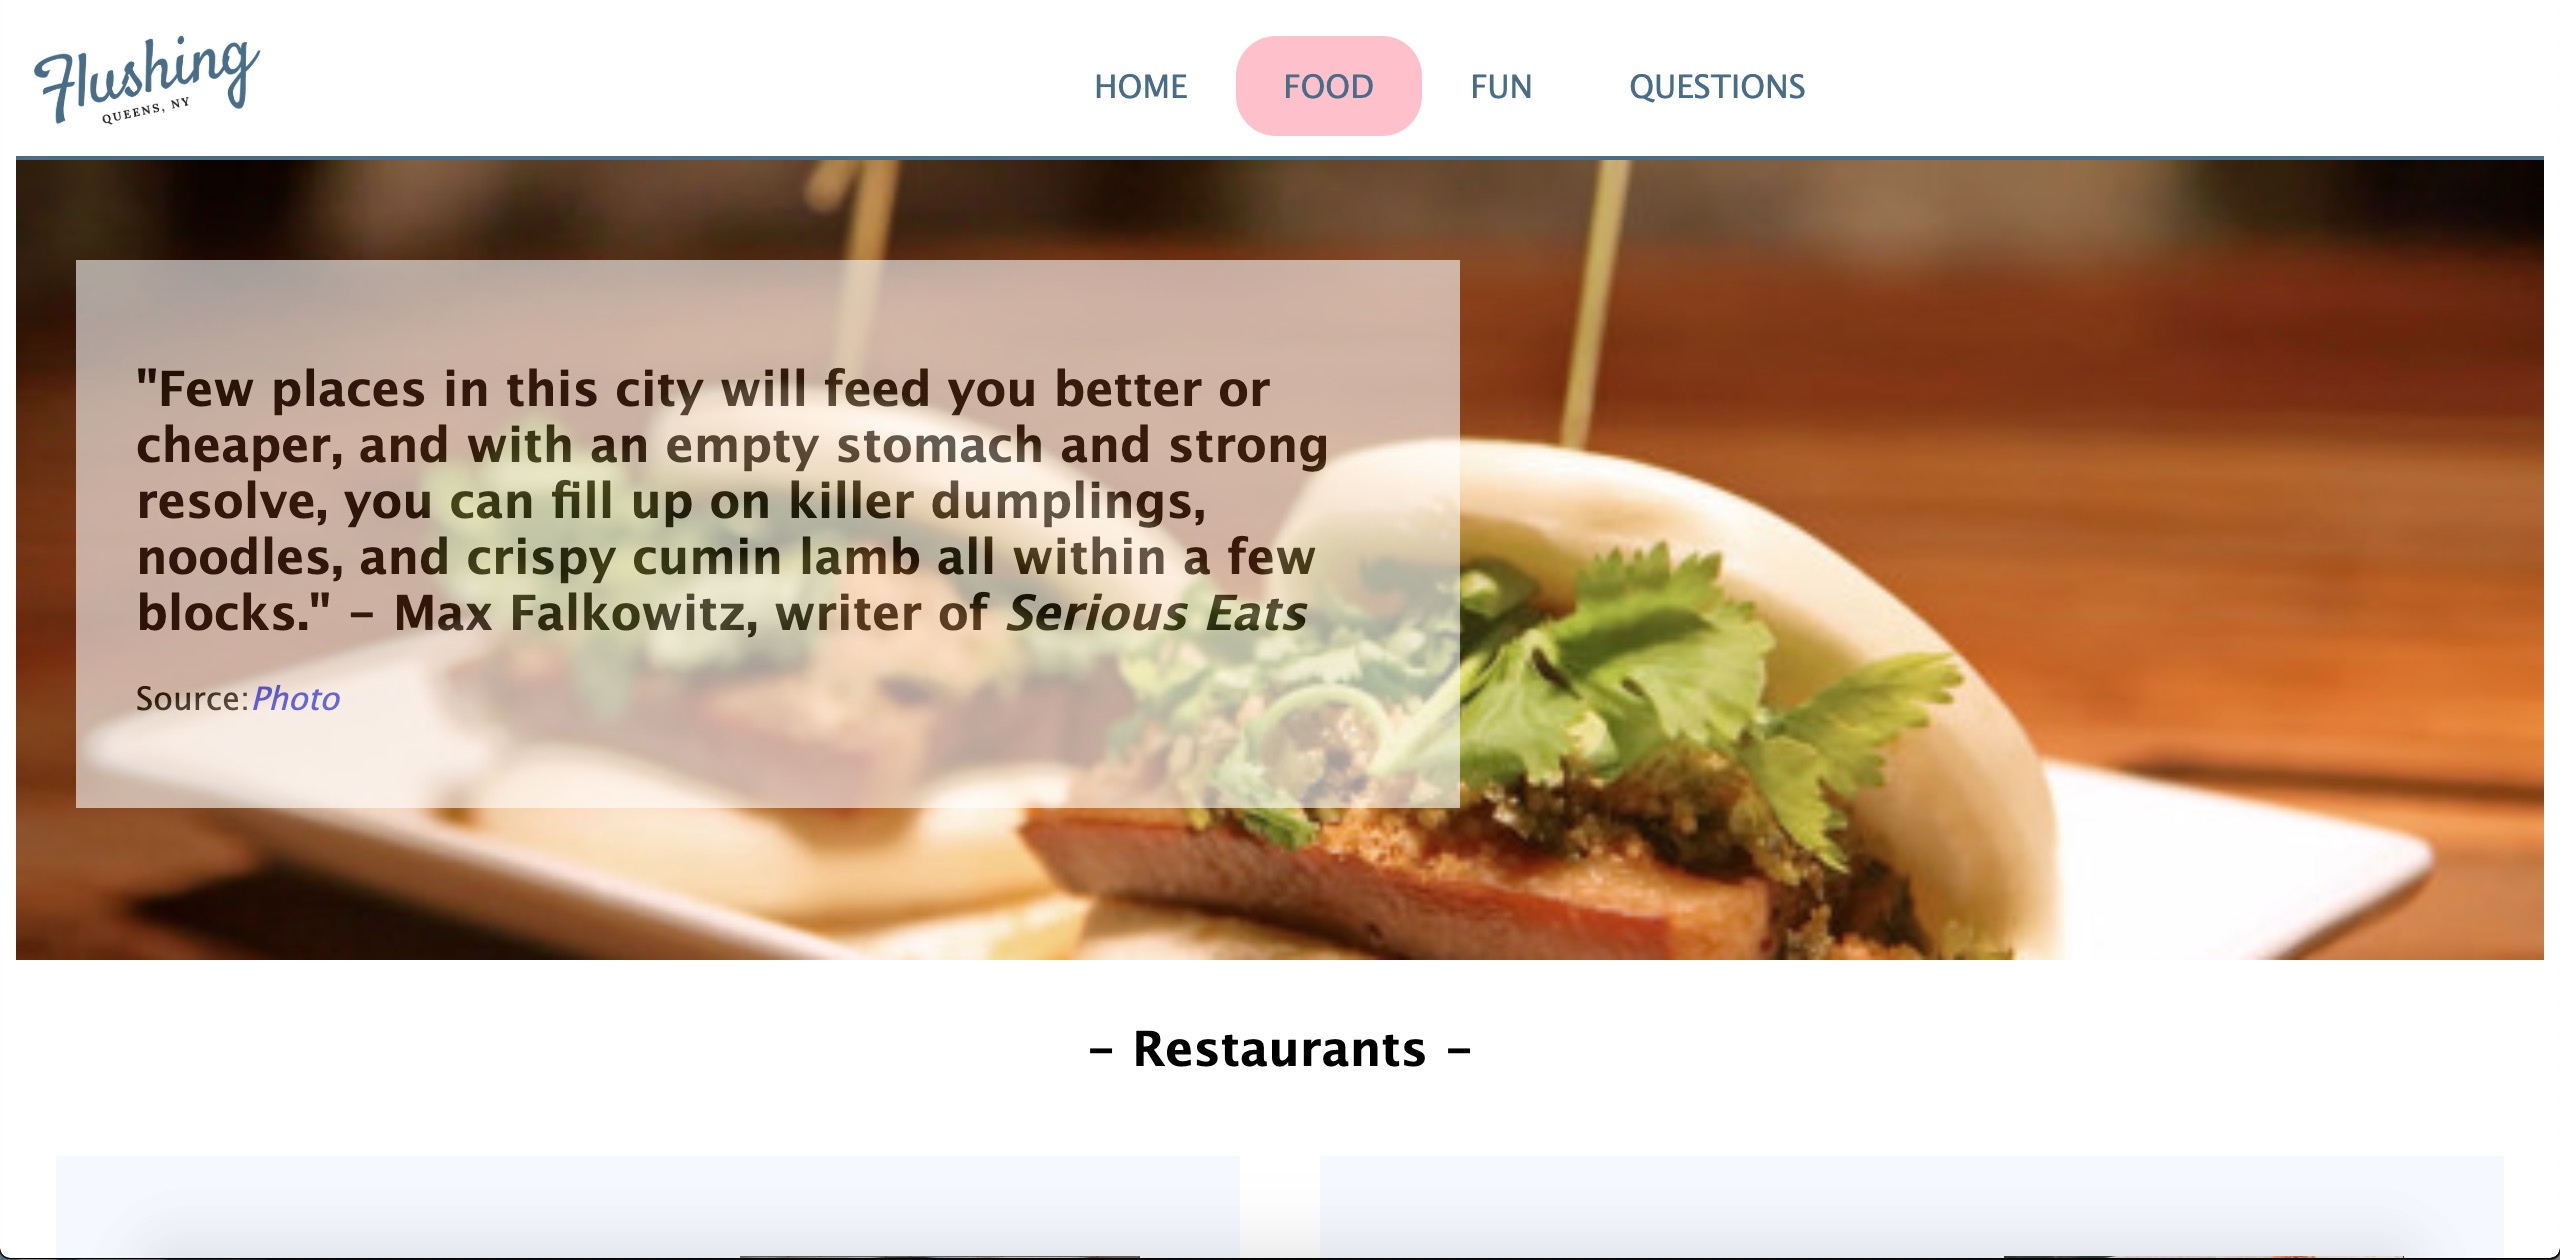 Flushing
QUEENS, NY
HOME FOOD FUN QUESTIONS
"Few places in this city will feed you better or
cheaper, and with an empty stomach and strong
resolve, you can fill up on killer dumplings,
noodles, and crispy cumin lamb all within a few
blocks." – Max Falkowitz, writer of Serious Eats
Source:Photo
– Restaurants –